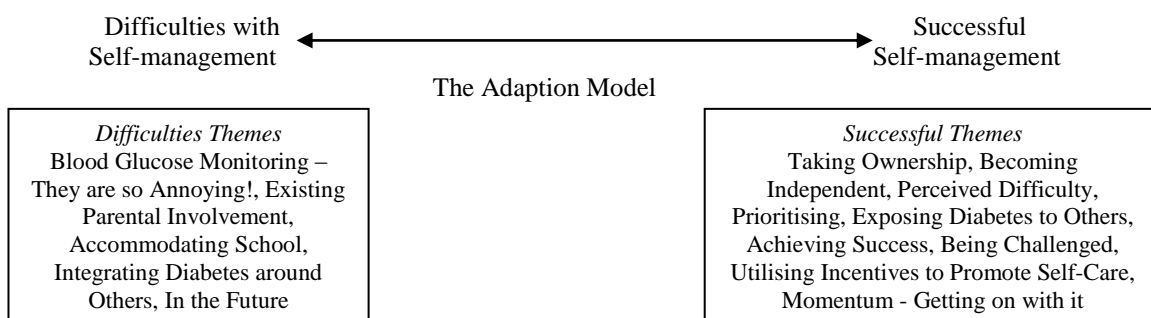 Difficulties with
Self-management
Successful
Self-management
The Adaption Model
Difficulties Themes
Blood Glucose Monitoring –
They are so Annoying!, Existing
Parental Involvement,
Accommodating School,
Integrating Diabetes around
Others, In the Future
Successful Themes
Taking Ownership, Becoming
Independent, Perceived Difficulty,
Prioritising, Exposing Diabetes to Others,
Achieving Success, Being Challenged,
Utilising Incentives to Promote Self-Care,
Momentum - Getting on with it